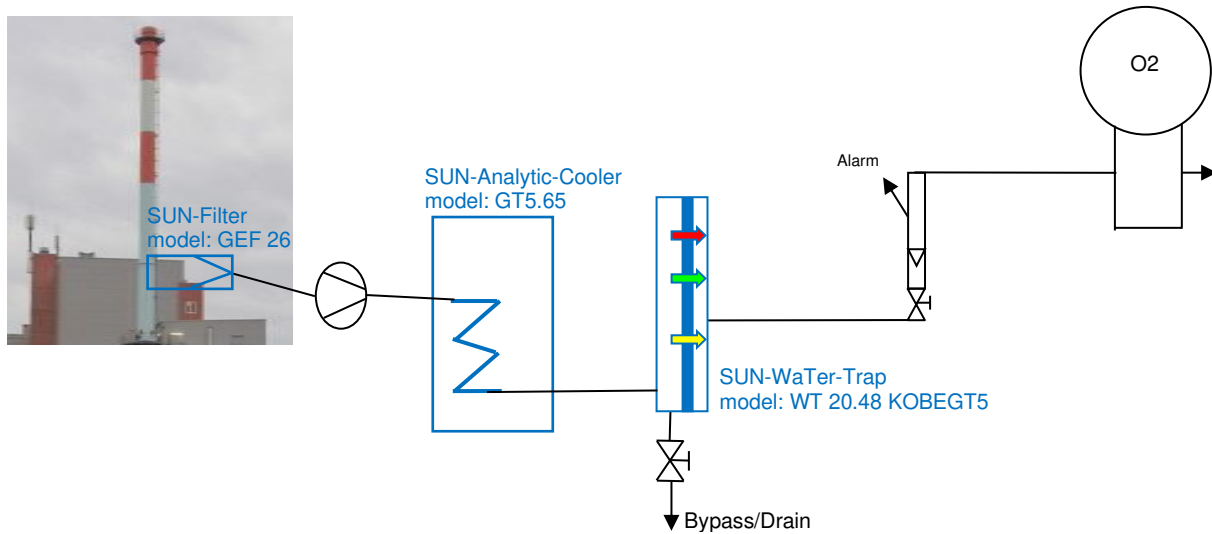 O2
Alarm
SUN-Analytic-Cooler
model: GT5.65
SUN-Filter
model: GEF 26
SUN-WaTer-Trap
model: WT 20.48 KOBEGT5
Bypass/Drain